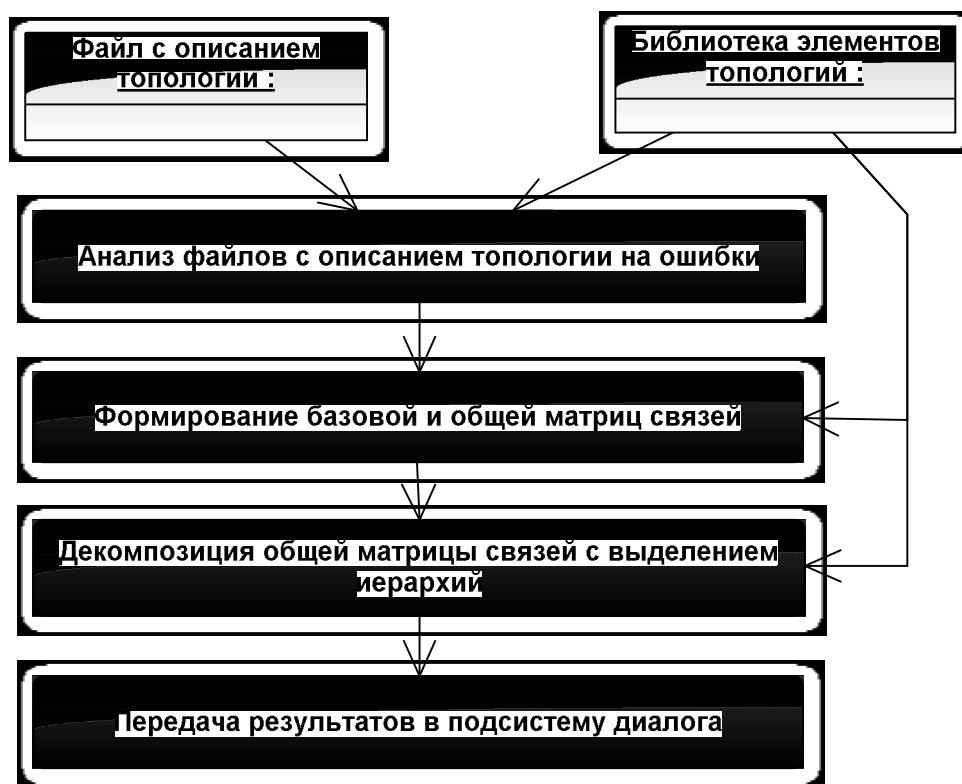 Файл с описанием
топологии :
Библиотека элементов
топологий :
Анализ файлов с описанием топологии на ошибки
Формирование базовой и общей матриц связей
Декомпозиция общей матрицы связей с выделением
иерархий
Передача результатов в подсистему диалога